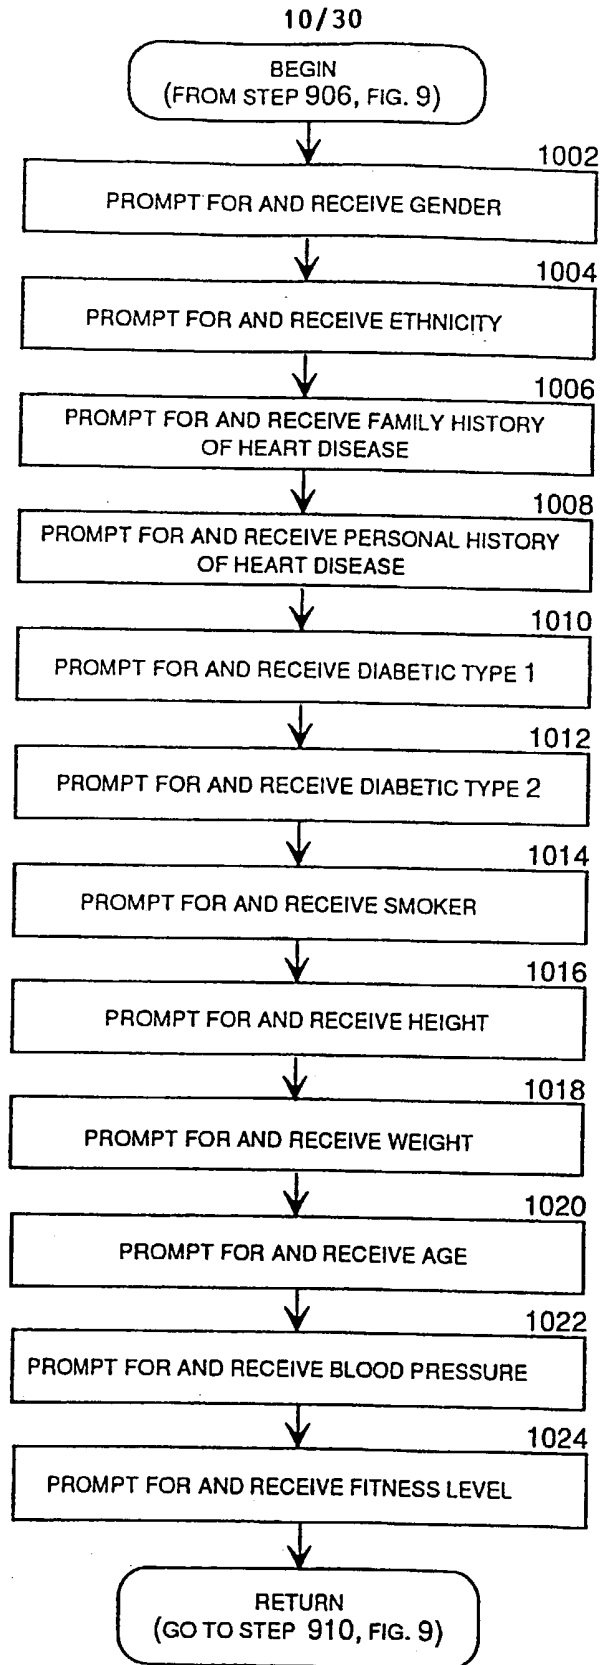 10/30
BEGIN
(FROM STEP 906, FIG. 9)
1002
PROMPT FOR AND RECEIVE GENDER
1004
PROMPT FOR AND RECEIVE ETHNICITY
1006
PROMPT FOR AND RECEIVE FAMILY HISTORY
OF HEART DISEASE
1008
PROMPT FOR AND RECEIVE PERSONAL HISTORY
OF HEART DISEASE
1010
PROMPT FOR AND RECEIVE DIABETIC TYPE 1
1012
PROMPT FOR AND RECEIVE DIABETIC TYPE 2
1014
PROMPT FOR AND RECEIVE SMOKER
1016
PROMPT FOR AND RECEIVE HEIGHT
1018
PROMPT FOR AND RECEIVE WEIGHT
1020
PROMPT FOR AND RECEIVE AGE
1022
PROMPT FOR AND RECEIVE BLOOD PRESSURE
1024
PROMPT FOR AND RECEIVE FITNESS LEVEL
RETURN
(GO TO STEP 910, FIG. 9)